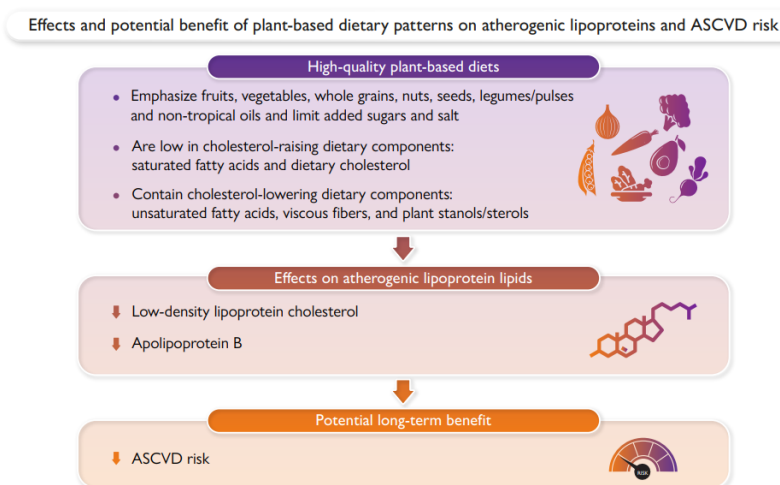 Effects and potential benefit of plant-based dietary patterns on atherogenic lipoproteins and ASCVD risk
High-quality plant-based diets
• Emphasize fruits, vegetables, whole grains, nuts, seeds, legumes/pulses
and non-tropical oils and limit added sugars and salt
• Are low in cholesterol-raising dietary components:
saturated fatty acids and dietary cholesterol
• Contain cholesterol-lowering dietary components:
unsaturated fatty acids, viscous fibers, and plant stanols/sterols
Effects on atherogenic lipoprotein lipids
Low-density lipoprotein cholesterol
Apolipoprotein B
Potential long-term benefit
ASCVD risk
RISK